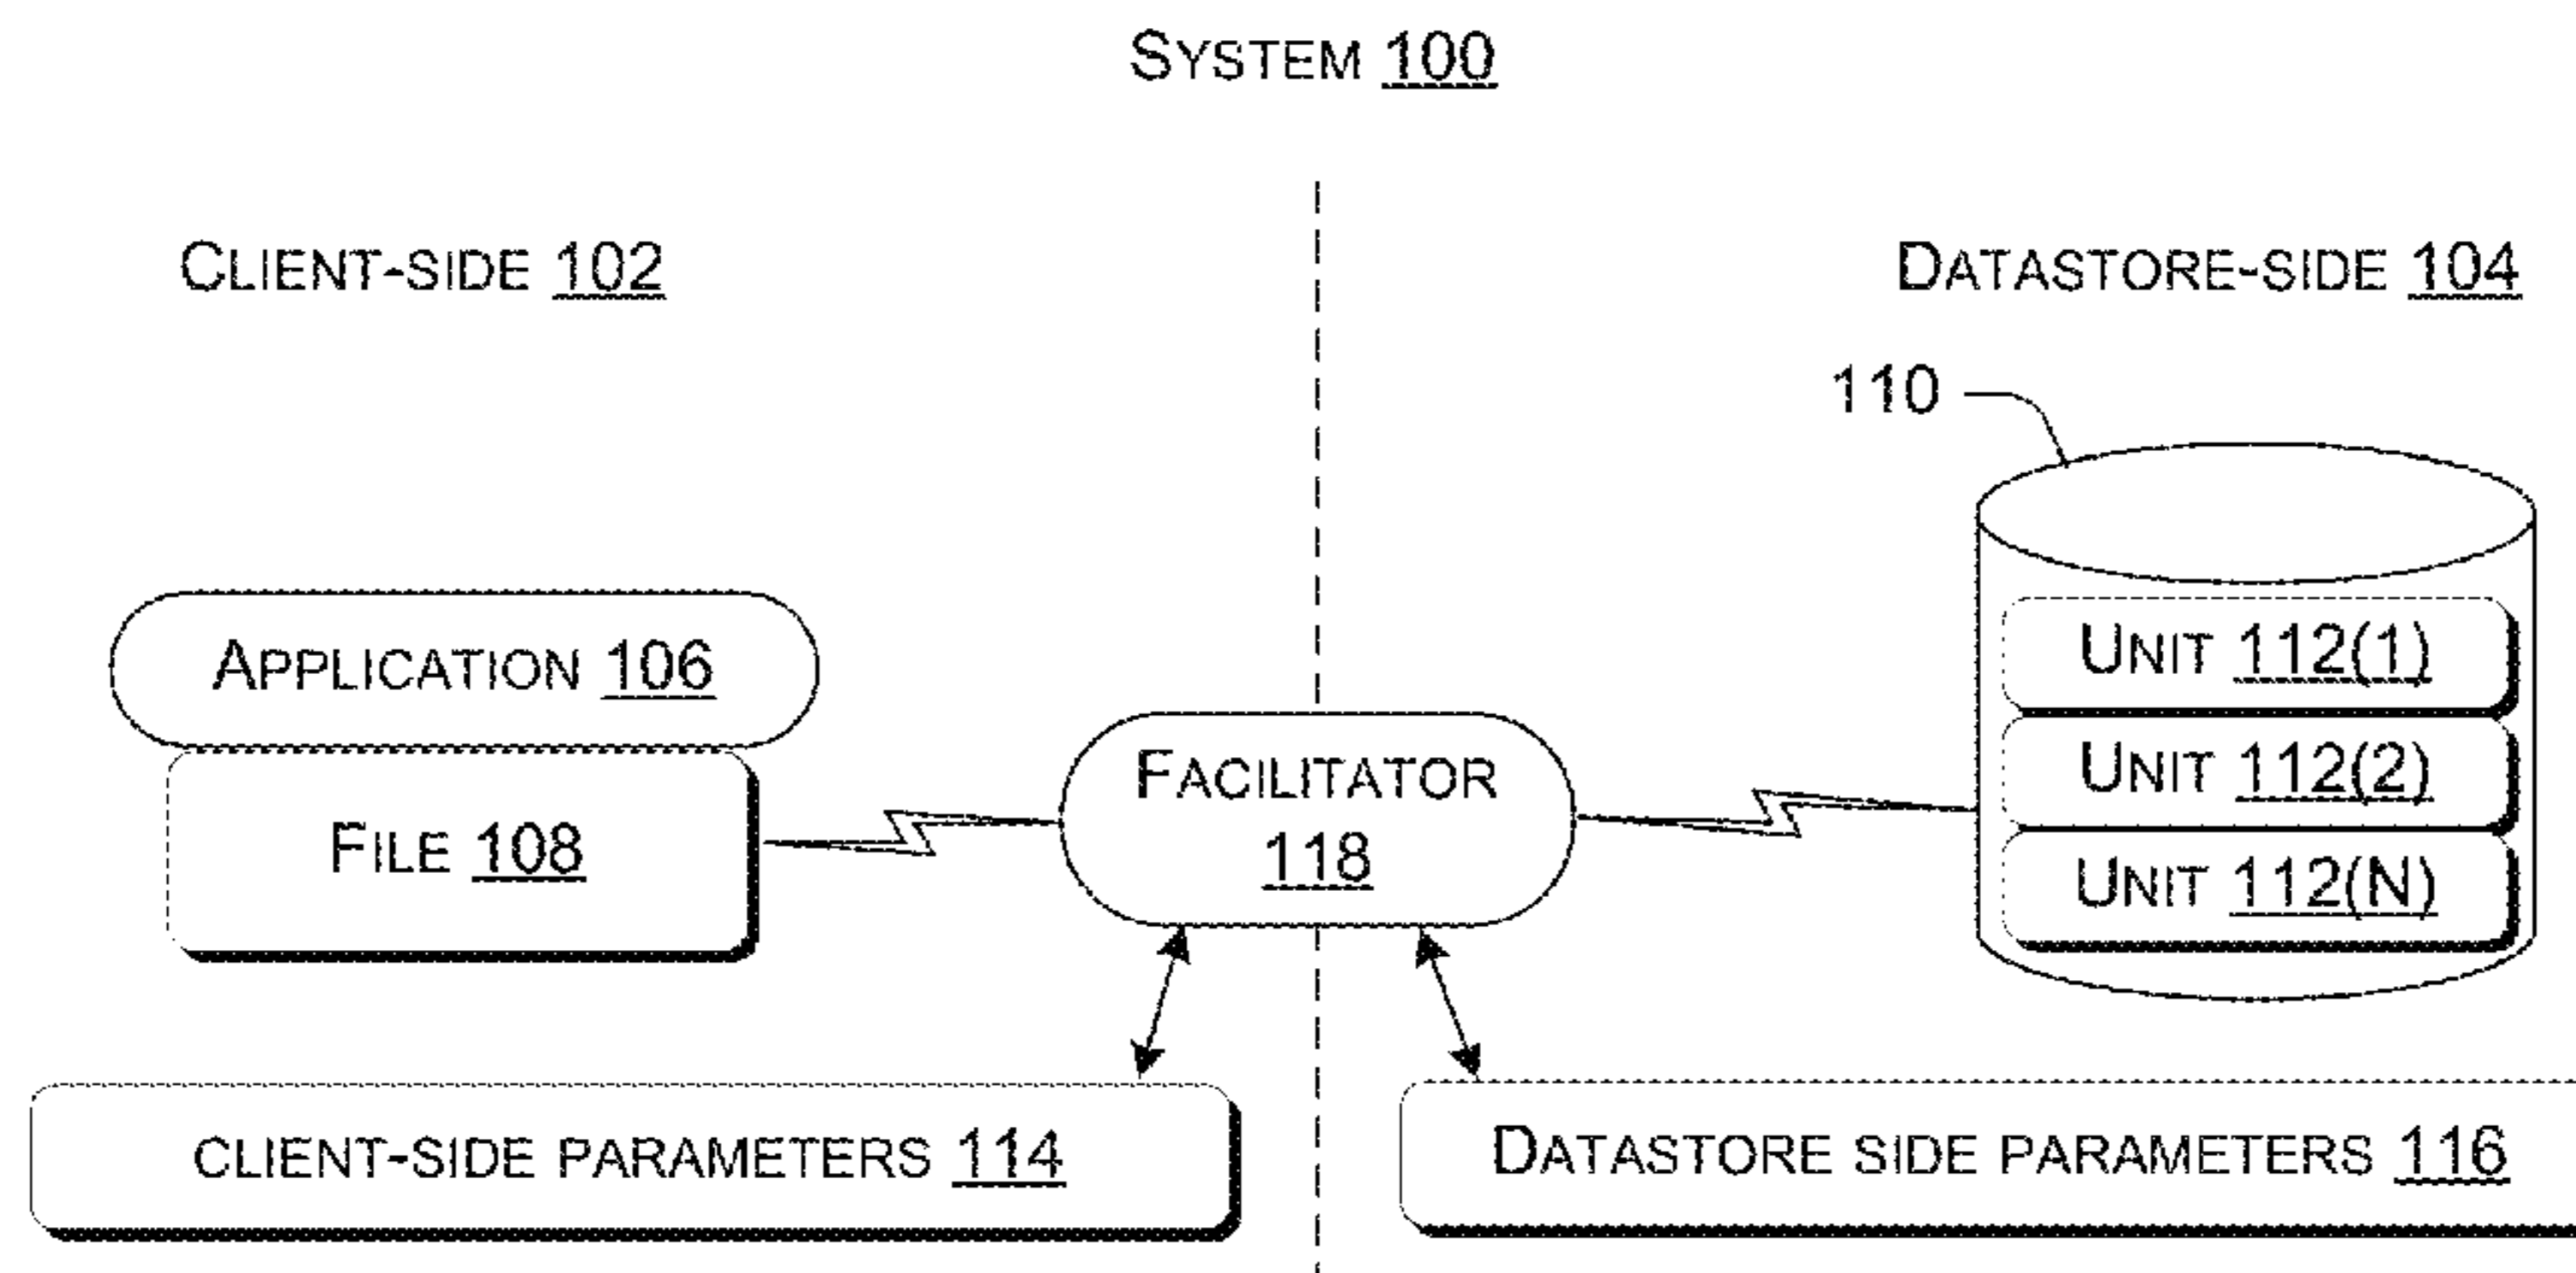 SYSTEM 100
CLIENT-SIDE 102
DATASTORE-SIDE 104
110
APPLICATION 106
FILE 108
FACILITATOR
118
UNIT 112(1)
UNIT 112(2)
UNIT 112(N)
CLIENT-SIDE PARAMETERS 114
DATASTORE SIDE PARAMETERS 116